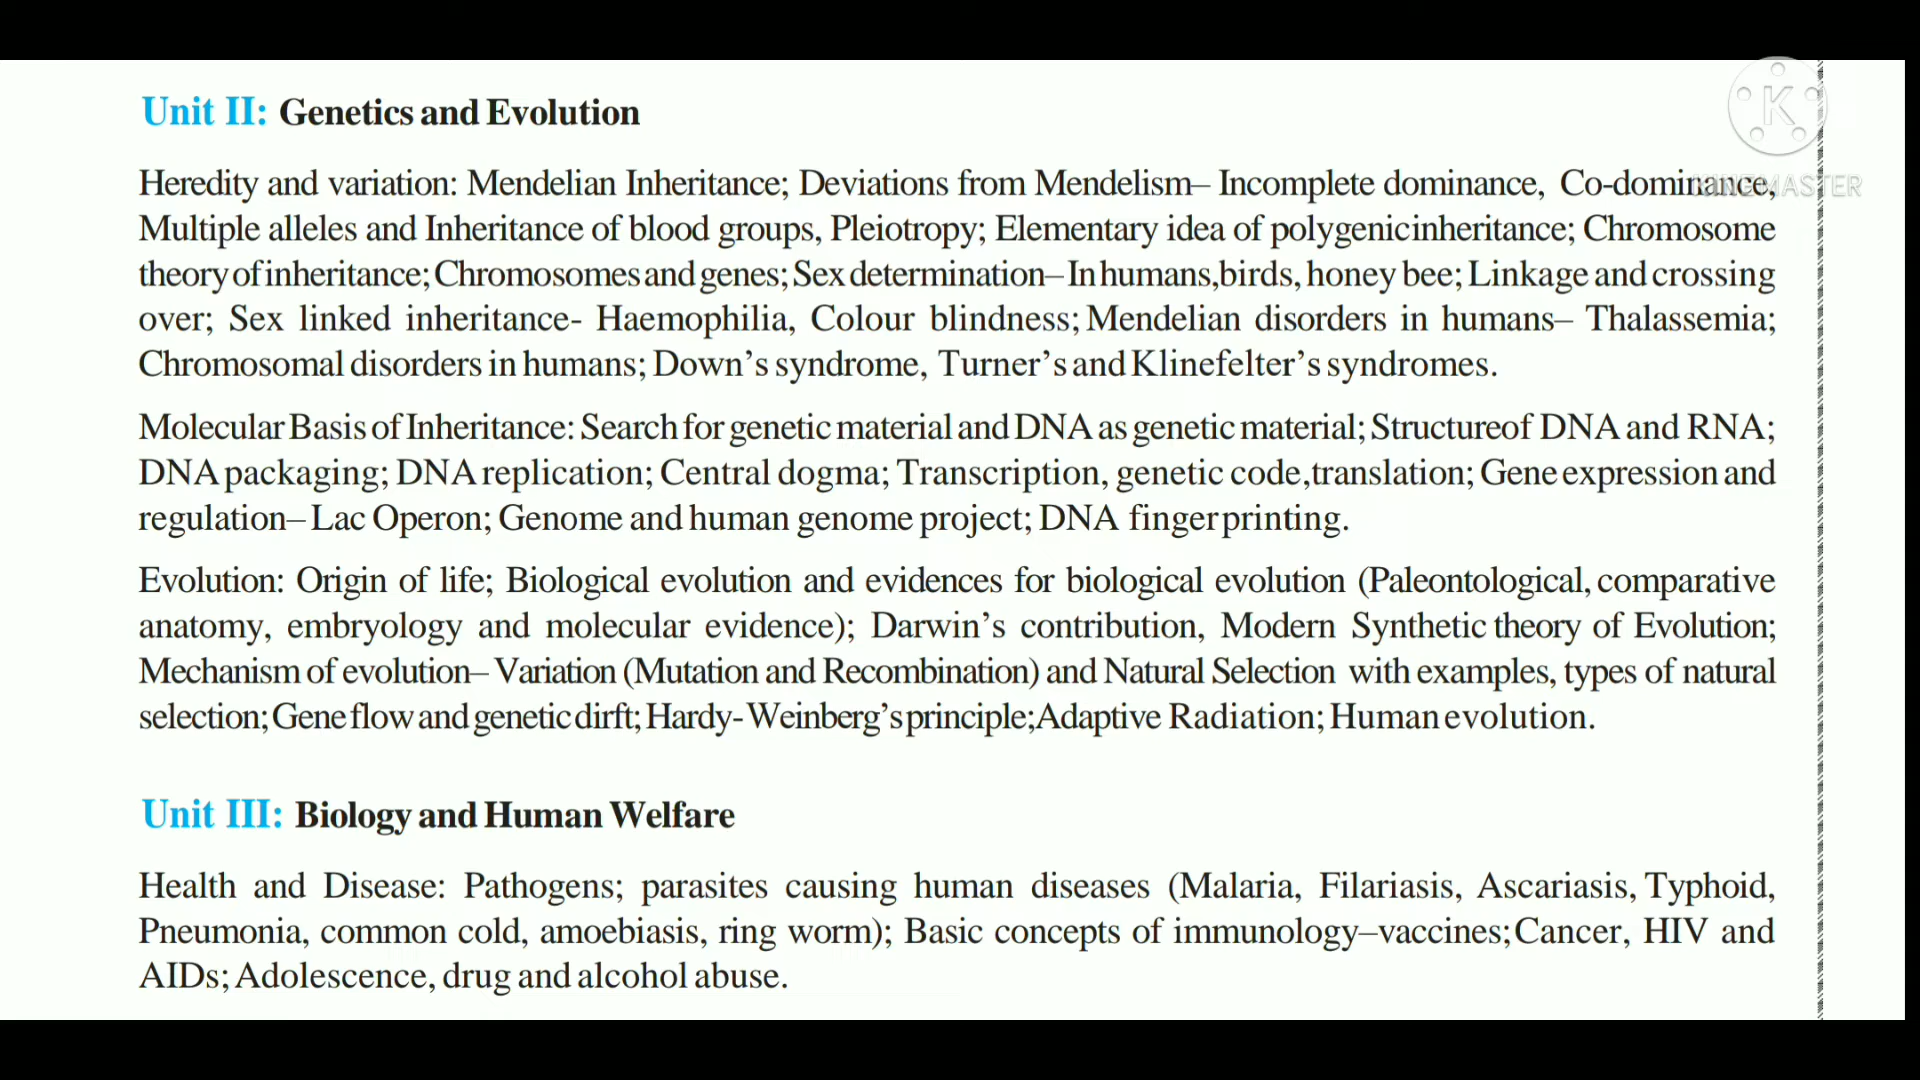 Unit II: Genetics and Evolution
Heredity and variation: Mendelian Inheritance; Deviations from Mendelism– Incomplete dominance, Co-dominance,
Multiple alleles and Inheritance of blood groups, Pleiotropy; Elementary idea of polygenicinheritance; Chromosome
theory of inheritance; Chromosomes and genes; Sex determination– In humans,birds, honey bee; Linkage and crossing
over; Sex linked inheritance- Haemophilia, Colour blindness; Mendelian disorders in humans– Thalassemia;
Chromosomal disorders in humans; Down's syndrome, Turner's and Klinefelter's syndromes.
Molecular Basis of Inheritance: Search for genetic material and DNA as genetic material; Structureof DNA and RNA;
DNA packaging; DNA replication; Central dogma; Transcription, genetic code,translation; Gene expression and
regulation– Lac Operon; Genome and human genome project; DNA fingerprinting.
Evolution: Origin of life; Biological evolution and evidences for biological evolution (Paleontological, comparative
anatomy, embryology and molecular evidence); Darwin's contribution, Modern Synthetic theory of Evolution;
Mechanism of evolution– Variation (Mutation and Recombination) and Natural Selection with examples, types of natural
selection; Gene flow and genetic dirft; Hardy-Weinberg's principle;Adaptive Radiation; Human evolution.
Unit III: Biology and Human Welfare
Health and Disease: Pathogens; parasites causing human diseases (Malaria, Filariasis, Ascariasis, Typhoid,
Pneumonia, common cold, amoebiasis, ring worm); Basic concepts of immunology–vaccines; Cancer, HIV and
AIDs; Adolescence, drug and alcohol abuse.
K
KINEMASTER